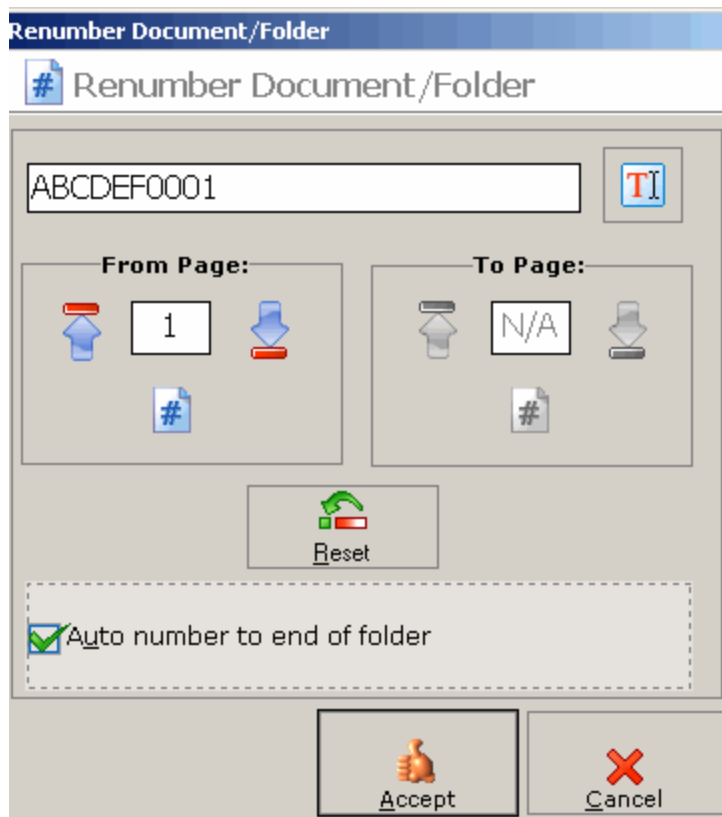 Renumber Document/Folder
# Renumber Document/Folder
ABCDEF0001
T
From Page:
To Page:
1
N/A
#
#
Reset
Auto number to end of folder
Accept
Cancel